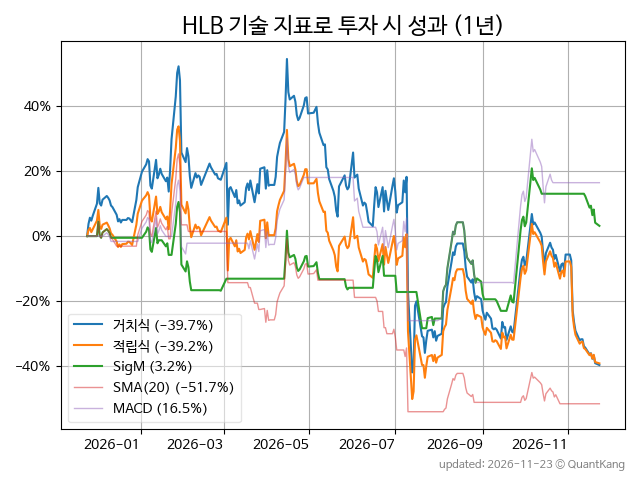 HLB 기술 지표로 투자 시 성과 (1년)
40%
20%
0%
−20%
−40%
거치식 (−39.7%)
적립식 (−39.2%)
SigM (3.2%)
SMA(20) (−51.7%)
MACD (16.5%)
2026-01
2026-03
2026-05
2026-07
2026-09
2026-11
updated: 2026-11-23 © QuantKang